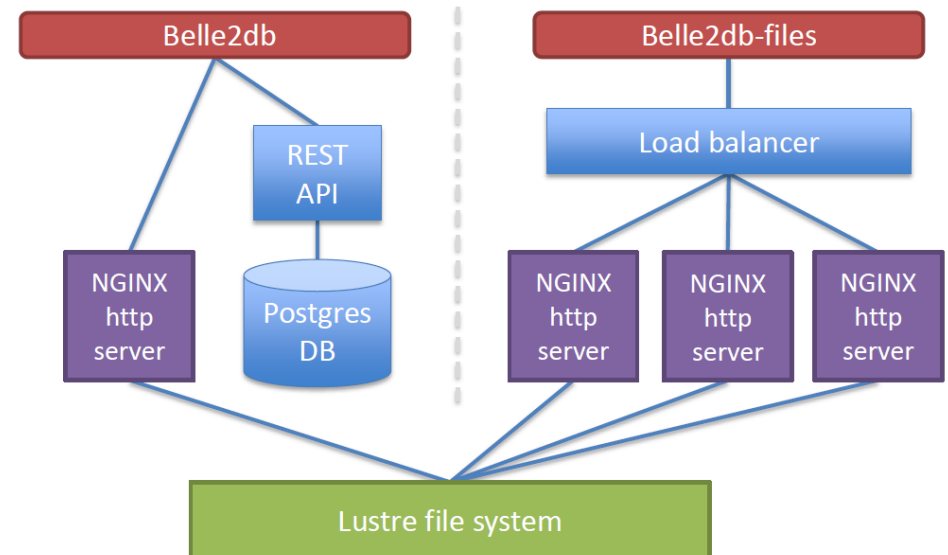 Belle2db
Belle2db-files
REST
API
Load balancer
NGINX
http
server
Postgres
DB
NGINX
http
server
NGINX
http
server
NGINX
http
server
Lustre file system